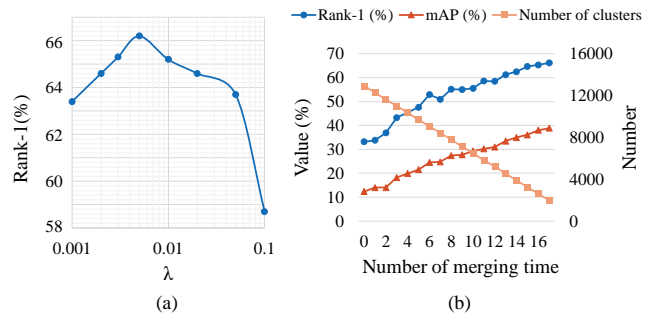 Rank-1(%)
66
64
62
60
58
0.001 0.01 0.1
λ
(a)
Rank-1 (%) mAP (%) Number of clusters
Value (%)
70
60
50
40
30
20
10
0
16000
12000
8000
4000
0
Number
0 2 4 6 8 10 12 14 16
Number of merging time
(b)